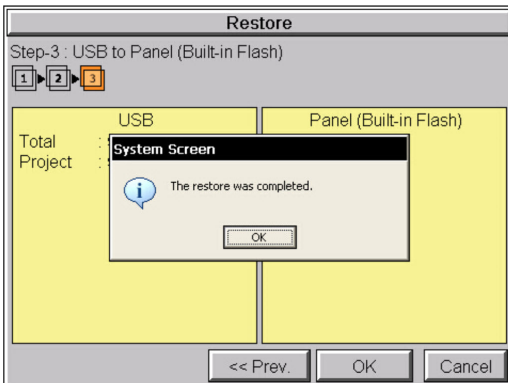 Restore
Step-3 : USB to Panel (Built-in Flash)
1 2 3
USB
Panel (Built-in Flash)
Total :
Project :
System Screen
The restore was completed.
OK
<< Prev.
OK
Cancel